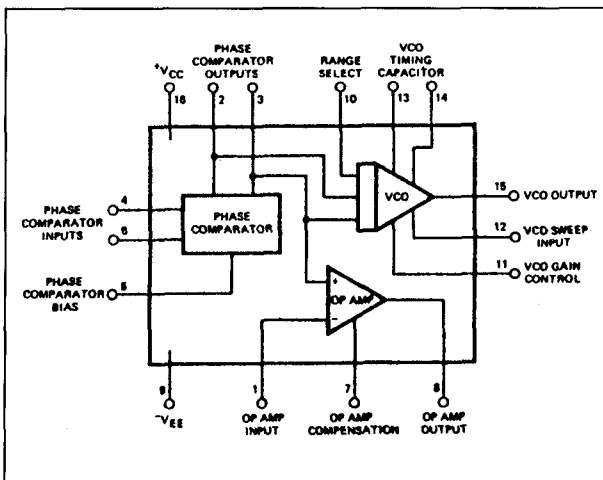 PHASE
COMPARATOR
OUTPUTS
+VCC
16
2
3
RANGE
SELECT
10
VCO
TIMING
CAPACITOR
13
14
4
PHASE
COMPARATOR
INPUTS
6
PHASE
COMPARATOR
VCO
15
VCO OUTPUT
12
VCO SWEEP
INPUT
11
VCO GAIN
CONTROL
5
PHASE
COMPARATOR
BIAS
+
OP AMP
−
9
−VEE
1
OP AMP
INPUT
7
OP AMP
COMPENSATION
8
OP AMP
OUTPUT